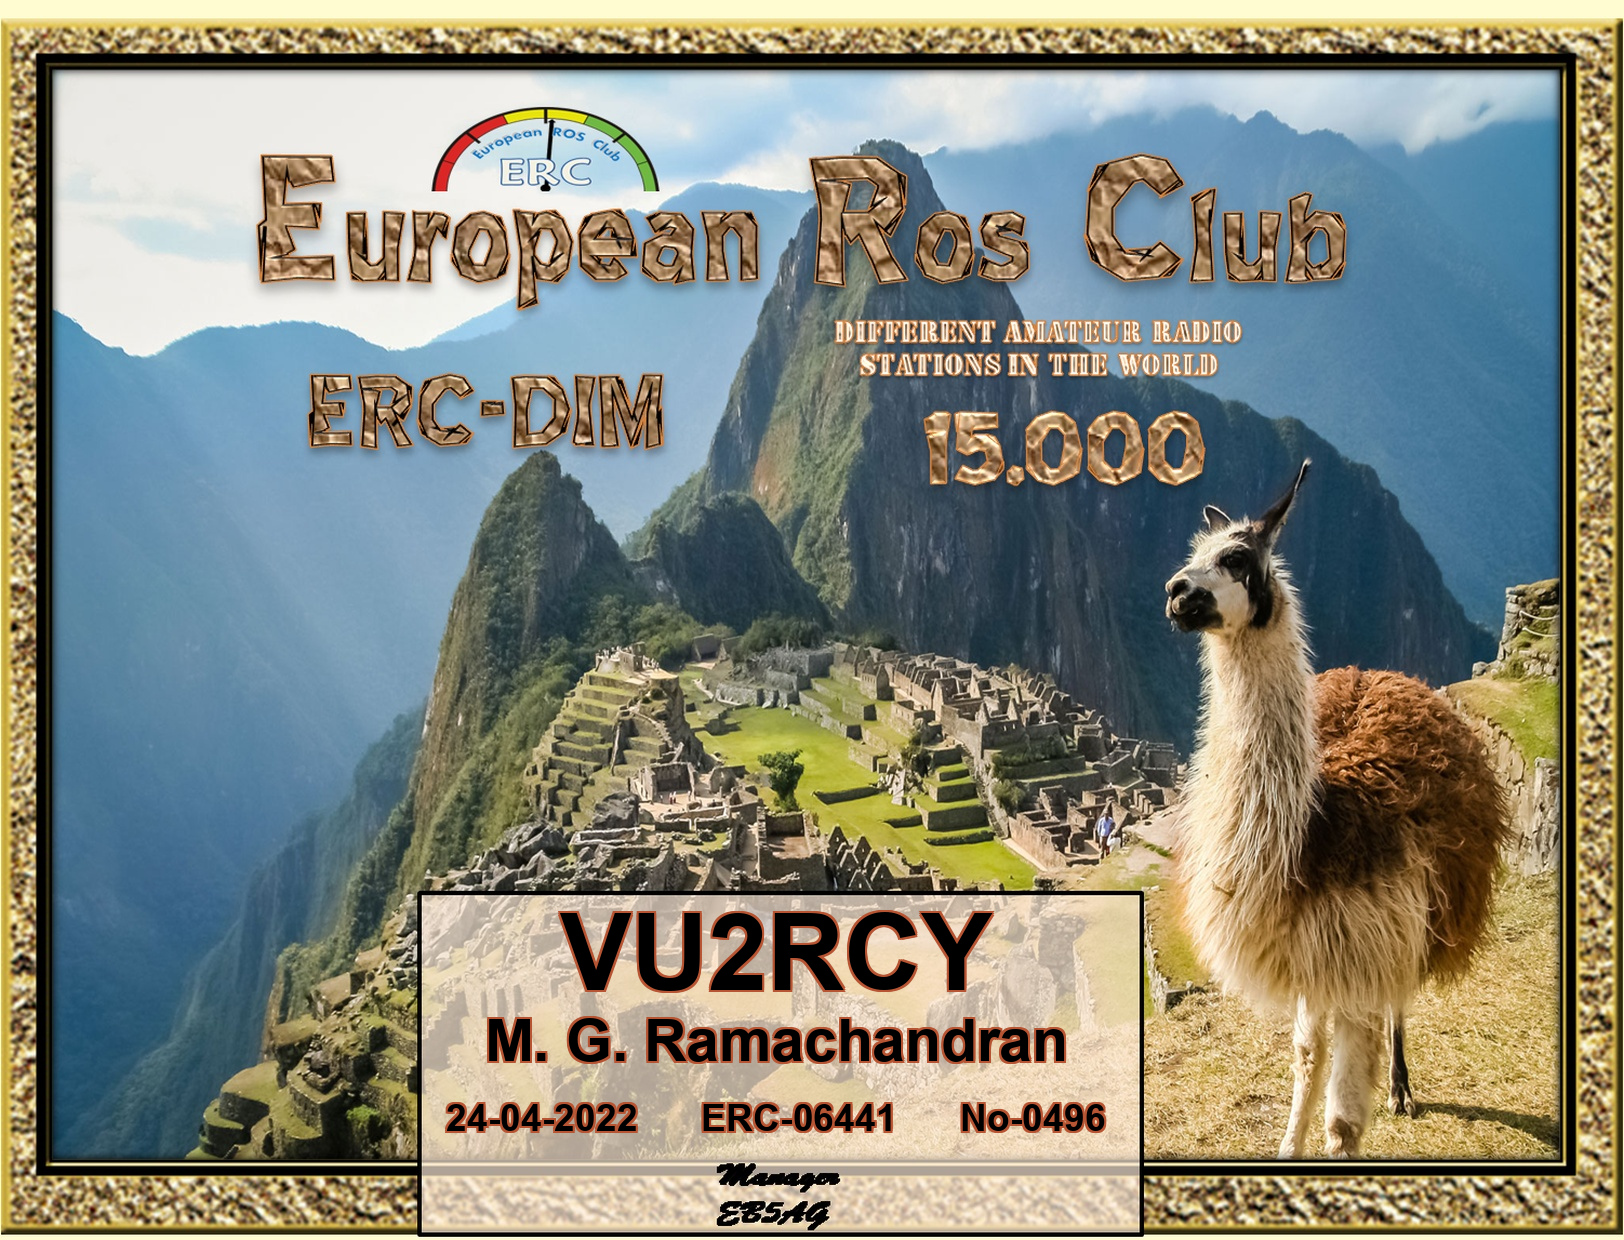 European ROS Club
ERC
European Ros Club
DIFFERENT AMATEUR RADIO
STATIONS IN THE WORLD
ERC-DIM
15.000
VU2RCY
M. G. Ramachandran
24-04-2022 ERC-06441 No-0496
Manager
EB5AG